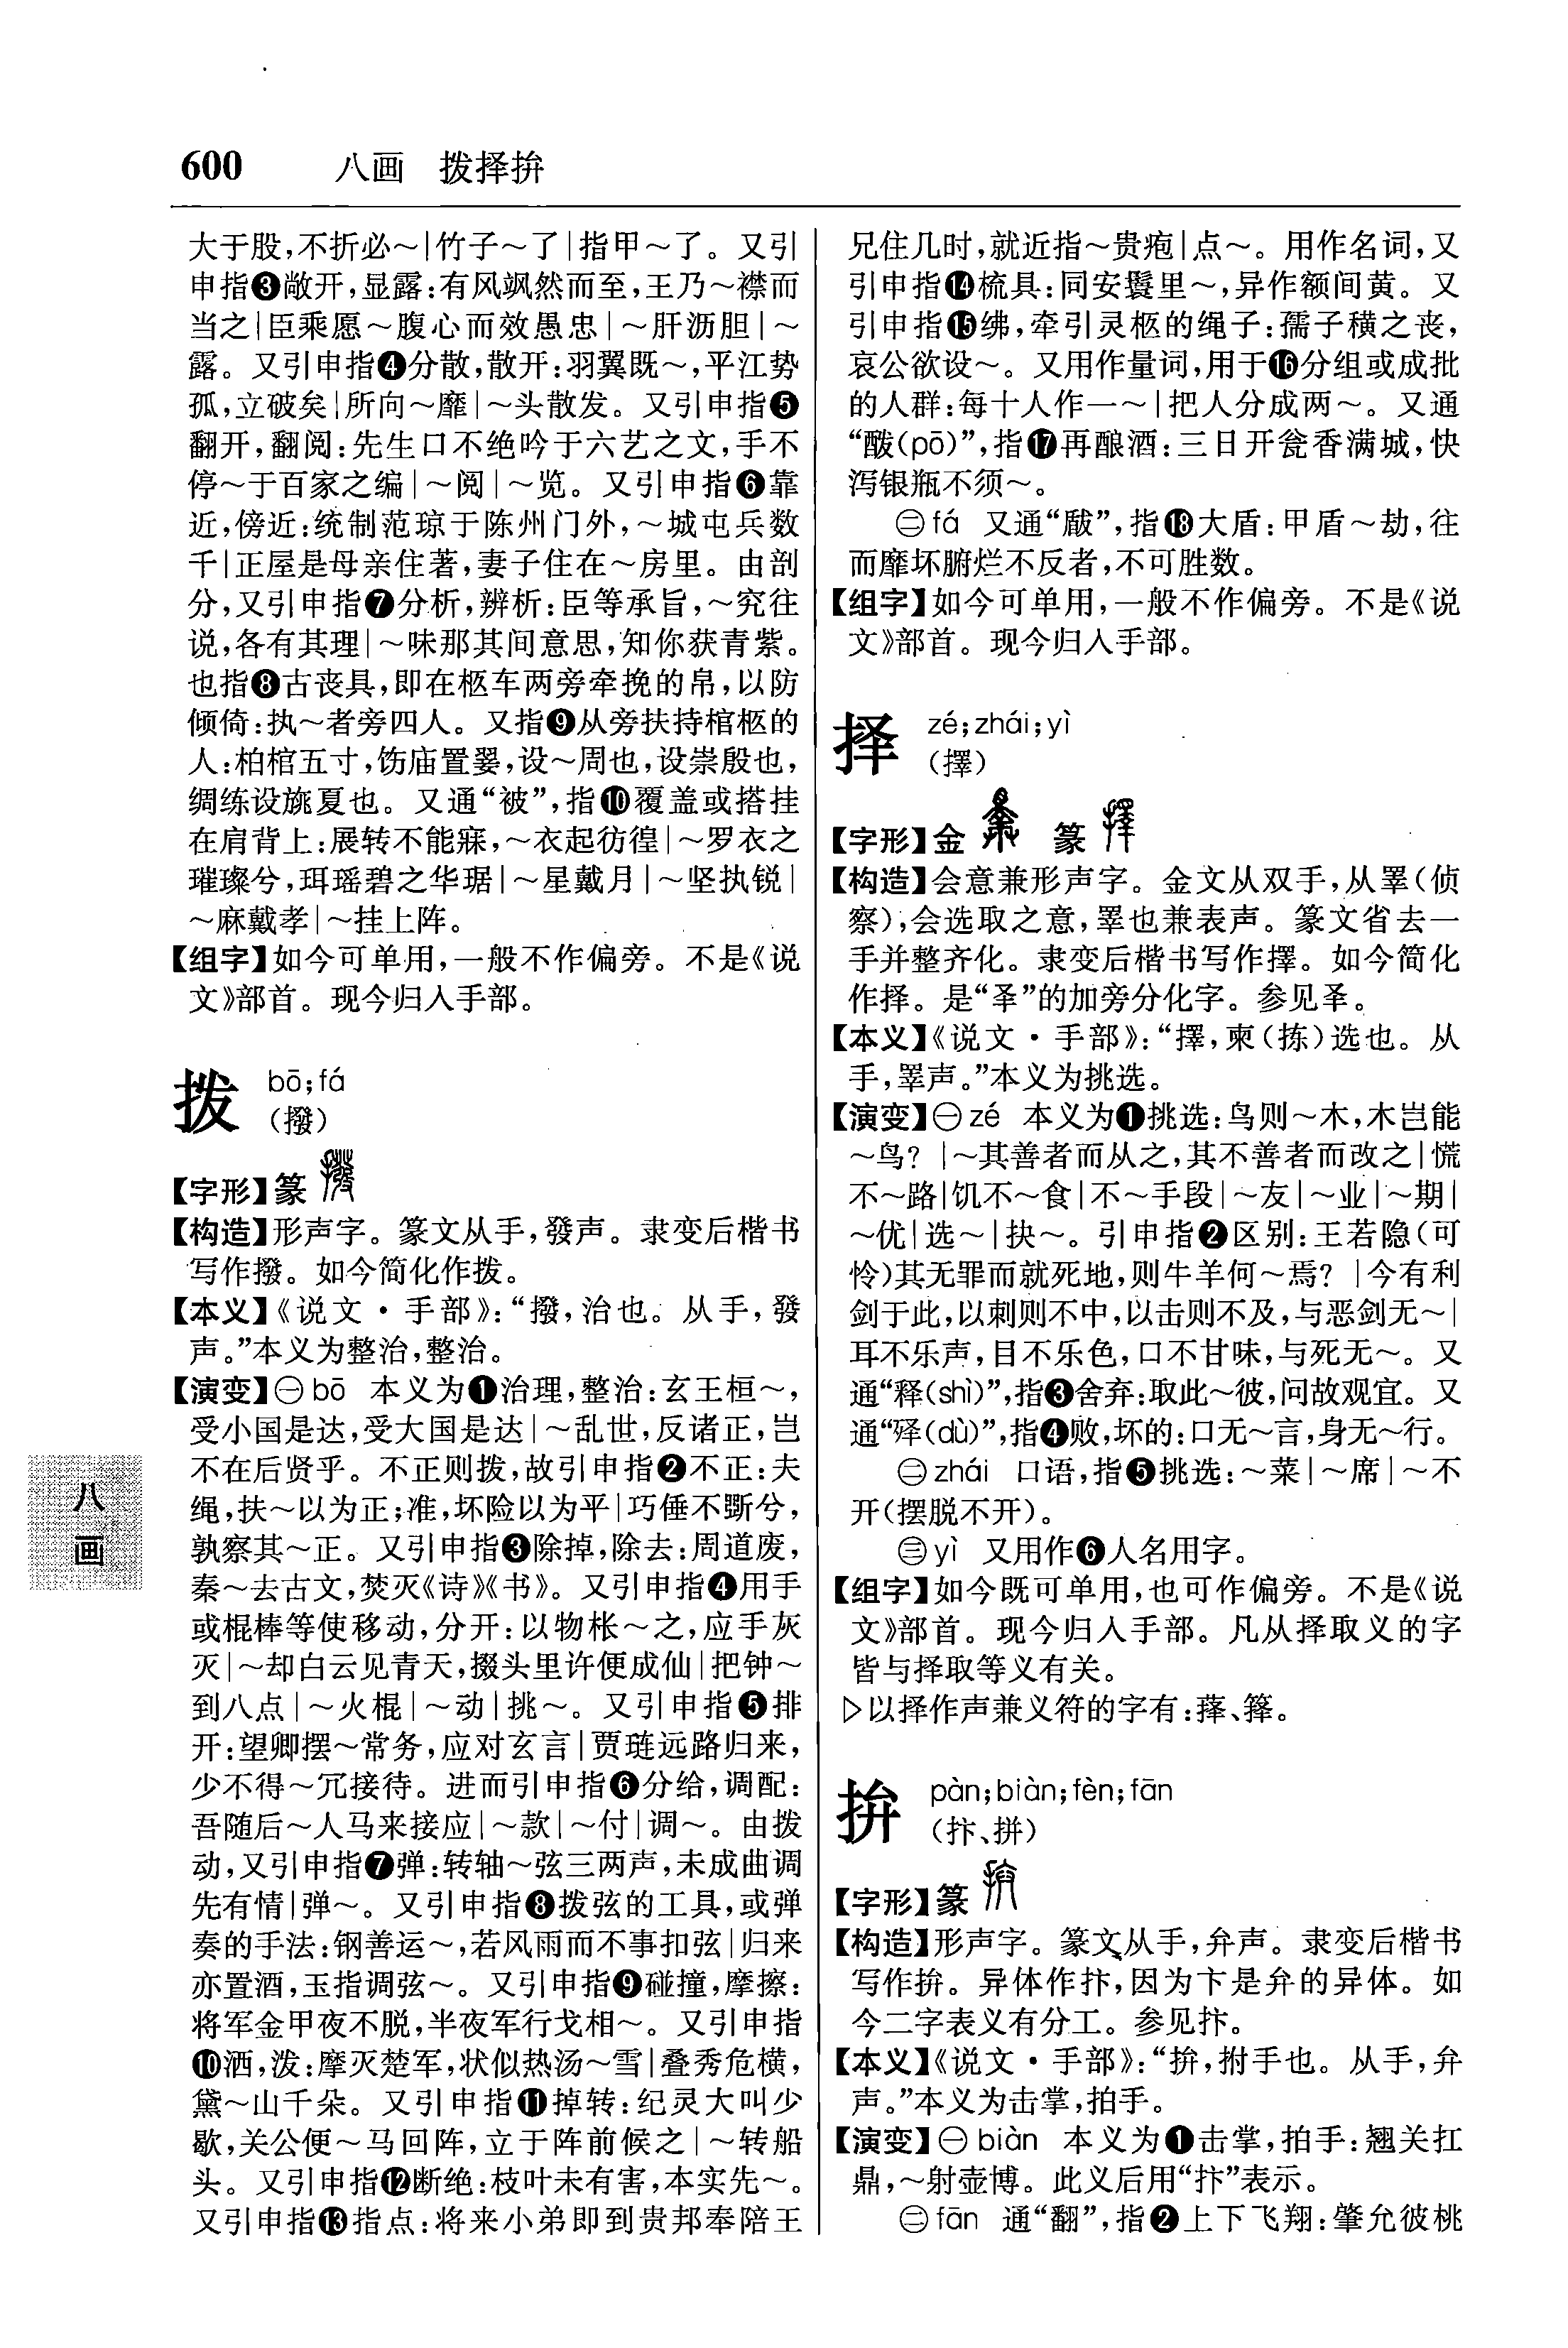 600 八画 拨择拚
大于股,不折必～|竹子～了|指甲～了。又引
申指❸敞开,显露:有风飒然而至,王乃～襟而
当之|臣乘愿～腹心而效愚忠|～肝沥胆|～
露。又引申指❹分散,散开:羽翼既～,平江势
孤,立破矣|所向～靡|～头散发。又引申指❺
翻开,翻阅:先生口不绝吟于六艺之文,手不
停～于百家之编|～阅|～览。又引申指❻靠
近,傍近:统制范琼于陈州门外,～城屯兵数
千|正屋是母亲住著,妻子住在～房里。由剖
分,又引申指❼分析,辨析:臣等承旨,～究往
说,各有其理|～味那其间意思,知你获青紫。
也指❽古丧具,即在柩车两旁牵挽的帛,以防
倾倚:执～者旁四人。又指❾从旁扶持棺柩的
人:柏棺五寸,饬庙置翣,设～周也,设崇殷也,
绸练设旐夏也。又通“被”,指❿覆盖或搭挂
在肩背上:展转不能寐,～衣起彷徨|～罗衣之
璀璨兮,珥瑶碧之华琚|～星戴月|～坚执锐|
～麻戴孝|～挂上阵。
【组字】如今可单用,一般不作偏旁。不是《说
文》部首。现今归入手部。
拨 bō;fá
(撥)
【字形】篆
【构造】形声字。篆文从手,發声。隶变后楷书
写作撥。如今简化作拨。
【本义】《说文·手部》:“撥,治也。从手,發
声。”本义为整治,整治。
【演变】㊀bō 本义为❶治理,整治:玄王桓～,
受小国是达,受大国是达|～乱世,反诸正,岂
不在后贤乎。不正则拨,故引申指❷不正:夫
绳,扶～以为正;准,坏险以为平|巧倕不斲兮,
孰察其～正。又引申指❸除掉,除去:周道废,
秦～去古文,焚灭《诗》《书》。又引申指❹用手
或棍棒等使移动,分开:以物枨～之,应手灰
灭|～却白云见青天,掇头里许便成仙|把钟～
到八点|～火棍|～动|挑～。又引申指❺排
开:望卿摆～常务,应对玄言|贾琏远路归来,
少不得～冗接待。进而引申指❻分给,调配:
吾随后～人马来接应|～款|～付|调～。由拨
动,又引申指❼弹:转轴～弦三两声,未成曲调
先有情|弹～。又引申指❽拨弦的工具,或弹
奏的手法:钢善运～,若风雨而不事扣弦|归来
亦置酒,玉指调弦～。又引申指❾碰撞,摩擦:
将军金甲夜不脱,半夜军行戈相～。又引申指
❿洒,泼:摩灭楚军,状似热汤～雪|叠秀危横,
黛～山千朵。又引申指⓫掉转:纪灵大叫少
歇,关公便～马回阵,立于阵前候之|～转船
头。又引申指⓬断绝:枝叶未有害,本实先～。
又引申指⓭指点:将来小弟即到贵邦奉陪王
兄住几时,就近指～贵疱|点～。用作名词,又
引申指⓮梳具:同安鬟里～,异作额间黄。又
引申指⓯绋,牵引灵柩的绳子:孺子䵍之丧,
哀公欲设～。又用作量词,用于⓰分组或成批
的人群:每十人作一～|把人分成两～。又通
“酦(pō)”,指⓱再酿酒:三日开瓮香满城,快
泻银瓶不须～。
㊁fá 又通“瞂”,指⓲大盾:甲盾～劫,往
而靡坏腑烂不反者,不可胜数。
【组字】如今可单用,一般不作偏旁。不是《说
文》部首。现今归入手部。
择 zé;zhái;yì
(擇)
【字形】金 篆
【构造】会意兼形声字。金文从双手,从睪(侦
察),会选取之意,睪也兼表声。篆文省去一
手并整齐化。隶变后楷书写作擇。如今简化
作择。是“𢍏”的加旁分化字。参见𢍏。
【本义】《说文·手部》:“擇,柬(拣)选也。从
手,睪声。”本义为挑选。
【演变】㊀zé 本义为❶挑选:鸟则～木,木岂能
～鸟?|～其善者而从之,其不善者而改之|慌
不～路|饥不～食|不～手段|～友|～业|～期|
～优|选～|抉～。引申指❷区别:王若隐(可
怜)其无罪而就死地,则牛羊何～焉?|今有利
剑于此,以刺则不中,以击则不及,与恶剑无～|
耳不乐声,目不乐色,口不甘味,与死无～。又
通“释(shì)”,指❸舍弃:取此～彼,问故观宜。又
通“殬(dù)”,指❹败,坏的:口无～言,身无～行。
㊁zhái 口语,指❺挑选:～菜|～席|～不
开(摆脱不开)。
㊂yì 又用作❻人名用字。
【组字】如今既可单用,也可作偏旁。不是《说
文》部首。现今归入手部。凡从择取义的字
皆与择取等义有关。
▷以择作声兼义符的字有:萚、箨。
拚 pàn;biàn;fèn;fān
(抃、拼)
【字形】篆
【构造】形声字。篆文从手,弁声。隶变后楷书
写作拚。异体作抃,因为卞是弁的异体。如
今二字表义有分工。参见抃。
【本义】《说文·手部》:“拚,拊手也。从手,弁
声。”本义为击掌,拍手。
【演变】㊀biàn 本义为❶击掌,拍手:翘关扛
鼎,～射壶博。此义后用“抃”表示。
㊁fān 通“翻”,指❷上下飞翔:肇允彼桃
八
画